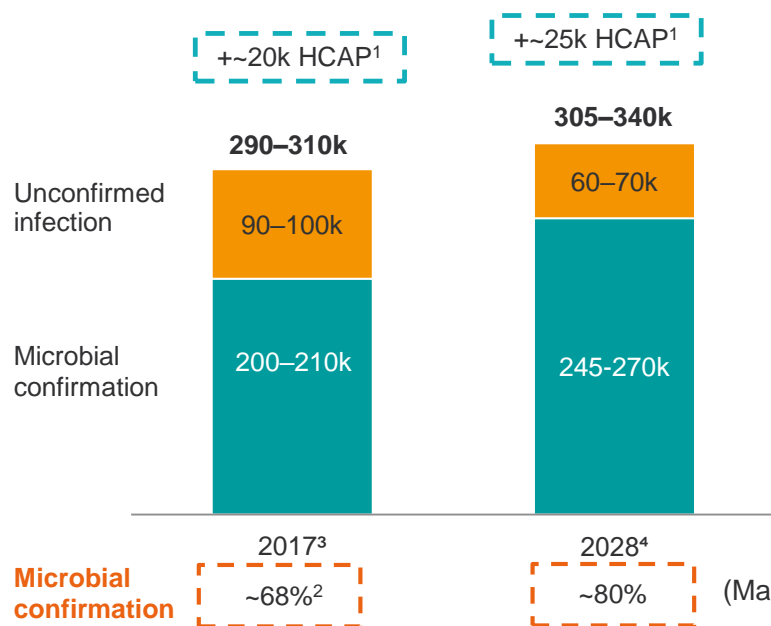 +~20k HCAP¹
+~25k HCAP¹
290–310k
305–340k
Unconfirmed
infection
90–100k
60–70k
Microbial
confirmation
200–210k
245-270k
2017³
2028⁴
Microbial
confirmation
~68%²
~80%
(Ma